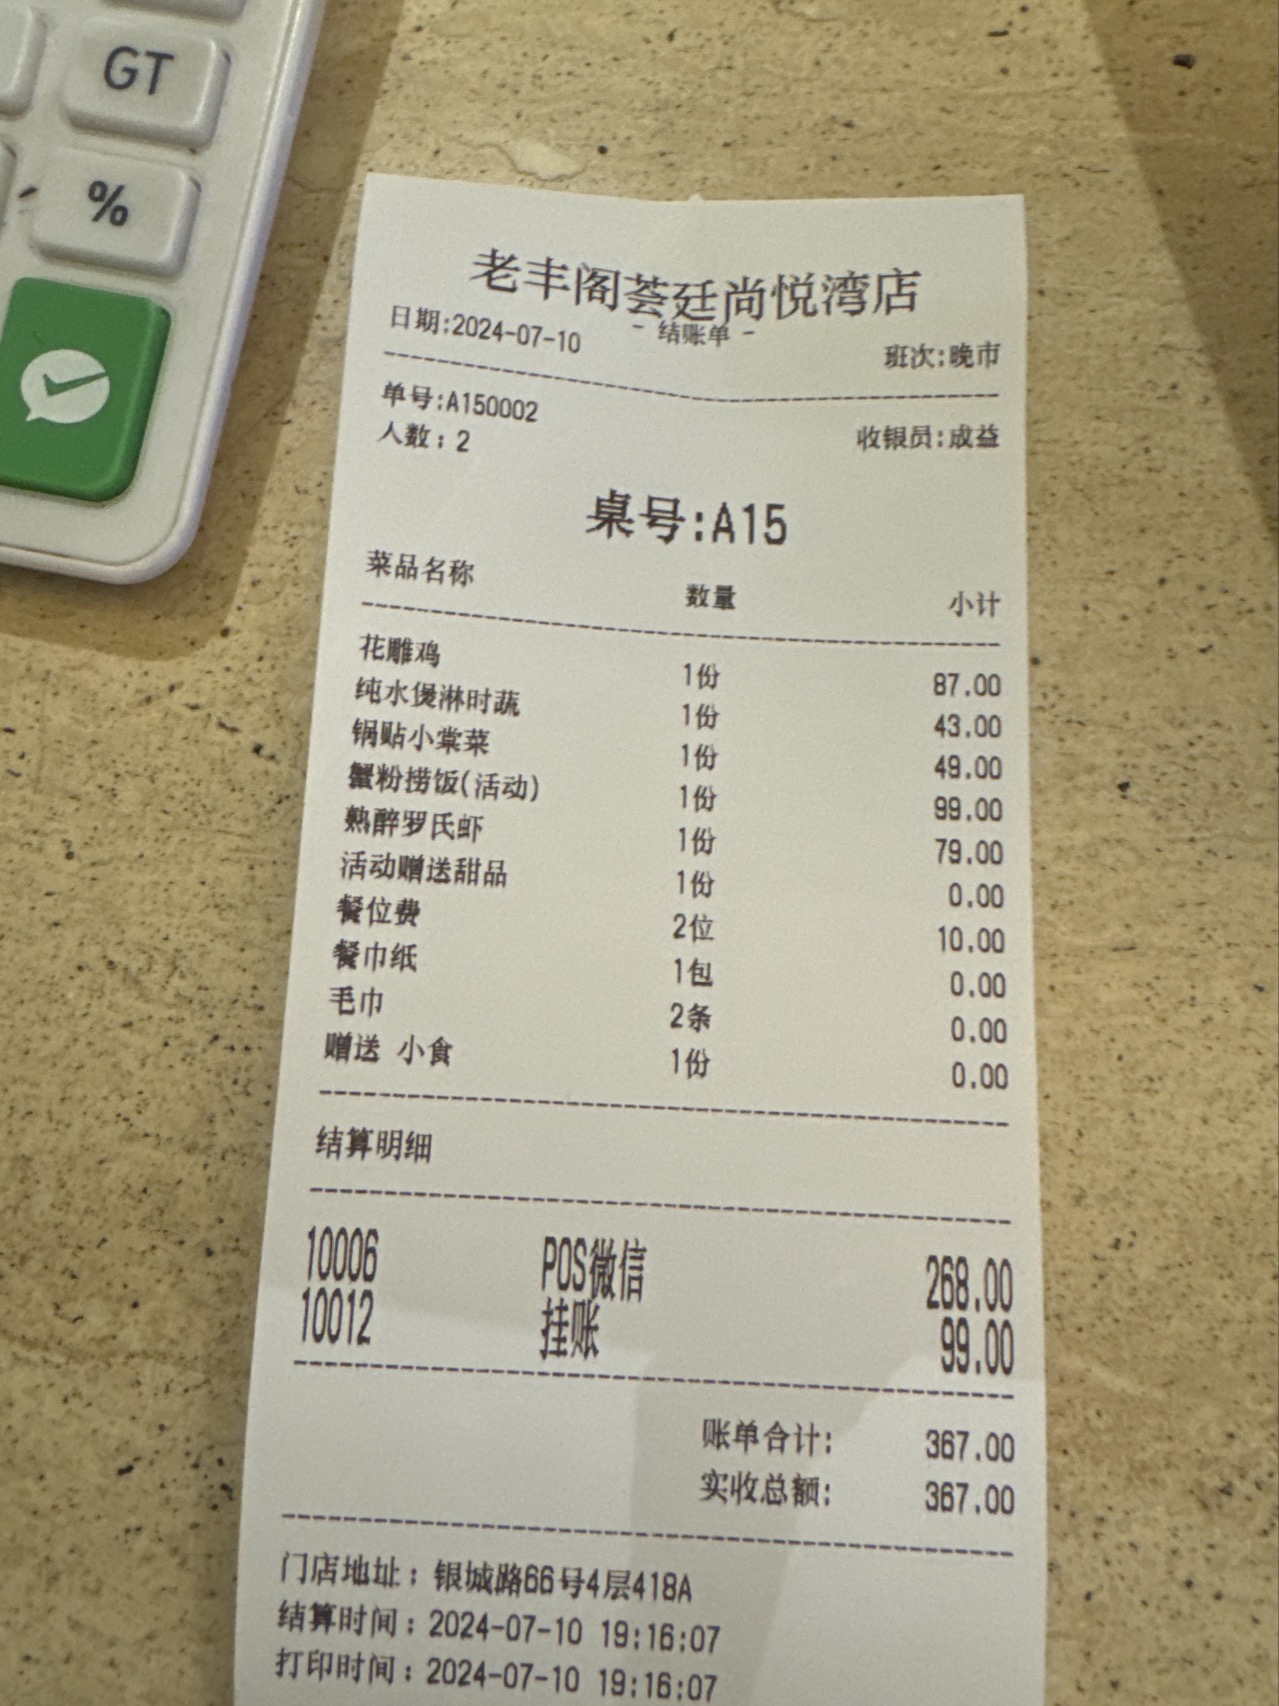 GT
%
老丰阁荟廷尚悦湾店
- 结账单 -
日期:2024-07-10 班次:晚市
单号:A150002
人数:2 收银员:成益
桌号:A15
菜品名称 数量 小计
花雕鸡 1份 87.00
纯水煲淋时蔬 1份 43.00
锅贴小棠菜 1份 49.00
蟹粉捞饭(活动) 1份 99.00
熟醉罗氏虾 1份 79.00
活动赠送甜品 1份 0.00
餐位费 2位 10.00
餐巾纸 1包 0.00
毛巾 2条 0.00
赠送 小食 1份 0.00
结算明细
10006 POS微信 268.00
10012 挂账 99.00
账单合计: 367.00
实收总额: 367.00
门店地址:银城路66号4层418A
结算时间:2024-07-10 19:16:07
打印时间:2024-07-10 19:16:07